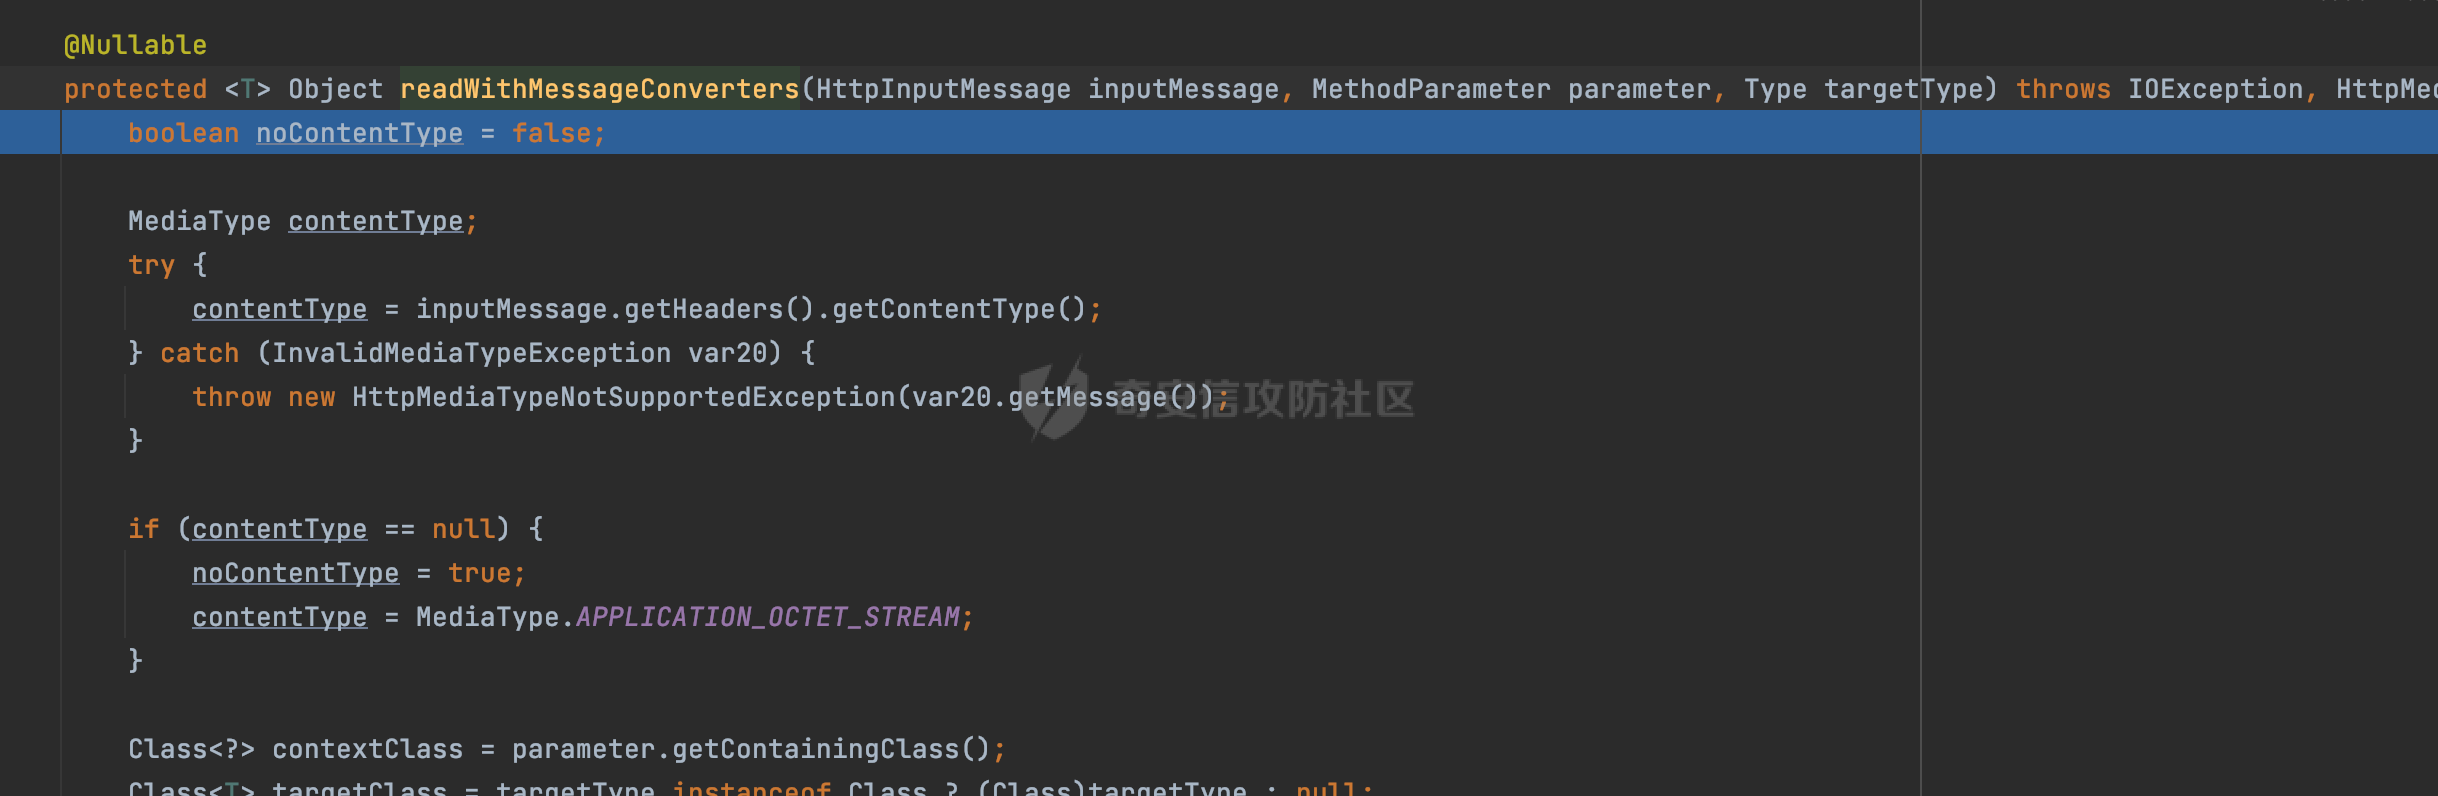 @Nullable
protected <T> Object readWithMessageConverters(HttpInputMessage inputMessage, MethodParameter parameter, Type targetType) throws IOException, HttpMed
boolean noContentType = false;
MediaType contentType;
try {
contentType = inputMessage.getHeaders().getContentType();
} catch (InvalidMediaTypeException var20) {
throw new HttpMediaTypeNotSupportedException(var20.getMessage());
奇安信攻防社区
}
if (contentType == null) {
noContentType = true;
contentType = MediaType.APPLICATION_OCTET_STREAM;
}
Class<?> contextClass = parameter.getContainingClass();
Class<T> targetClass = targetType instanceof Class ? (Class)targetType : null;